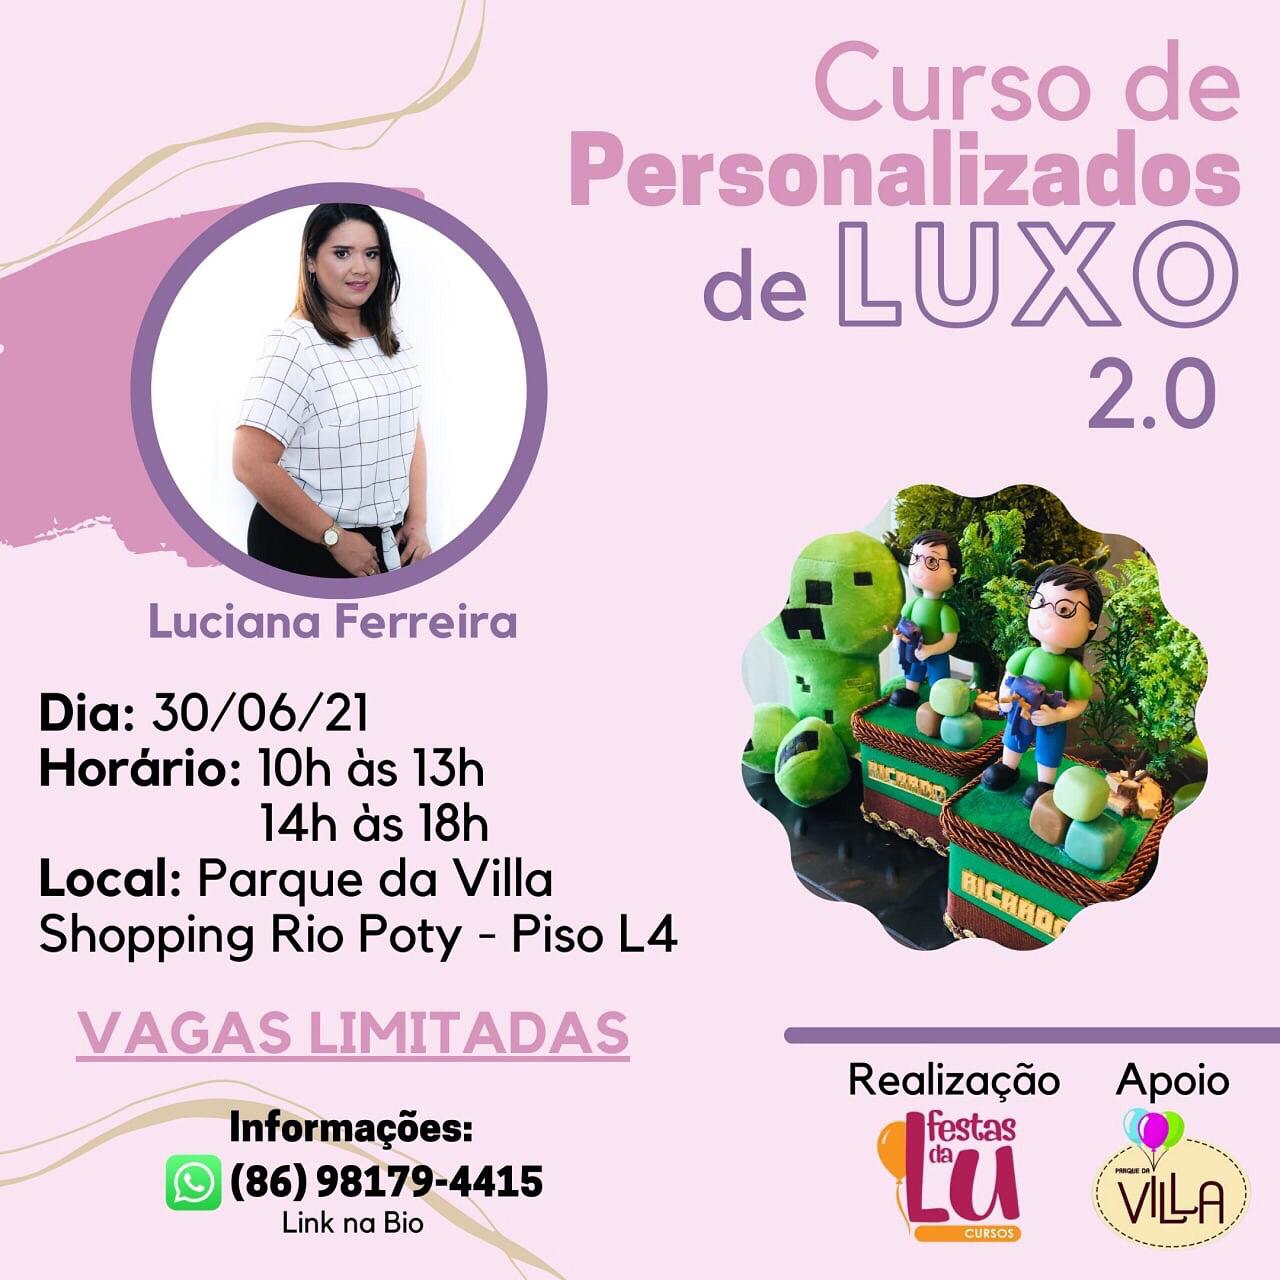 Curso de
Personalizados
de LUXO
2.0
Luciana Ferreira
Dia: 30/06/21
Horário: 10h às 13h
14h às 18h
Local: Parque da Villa
Shopping Rio Poty - Piso L4
VAGAS LIMITADAS
Informações:
(86) 98179-4415
Link na Bio
RICARDO
RICARDO
Realização
Apoio
festas
da
Lu
CURSOS
PARQUE DA
VILLA